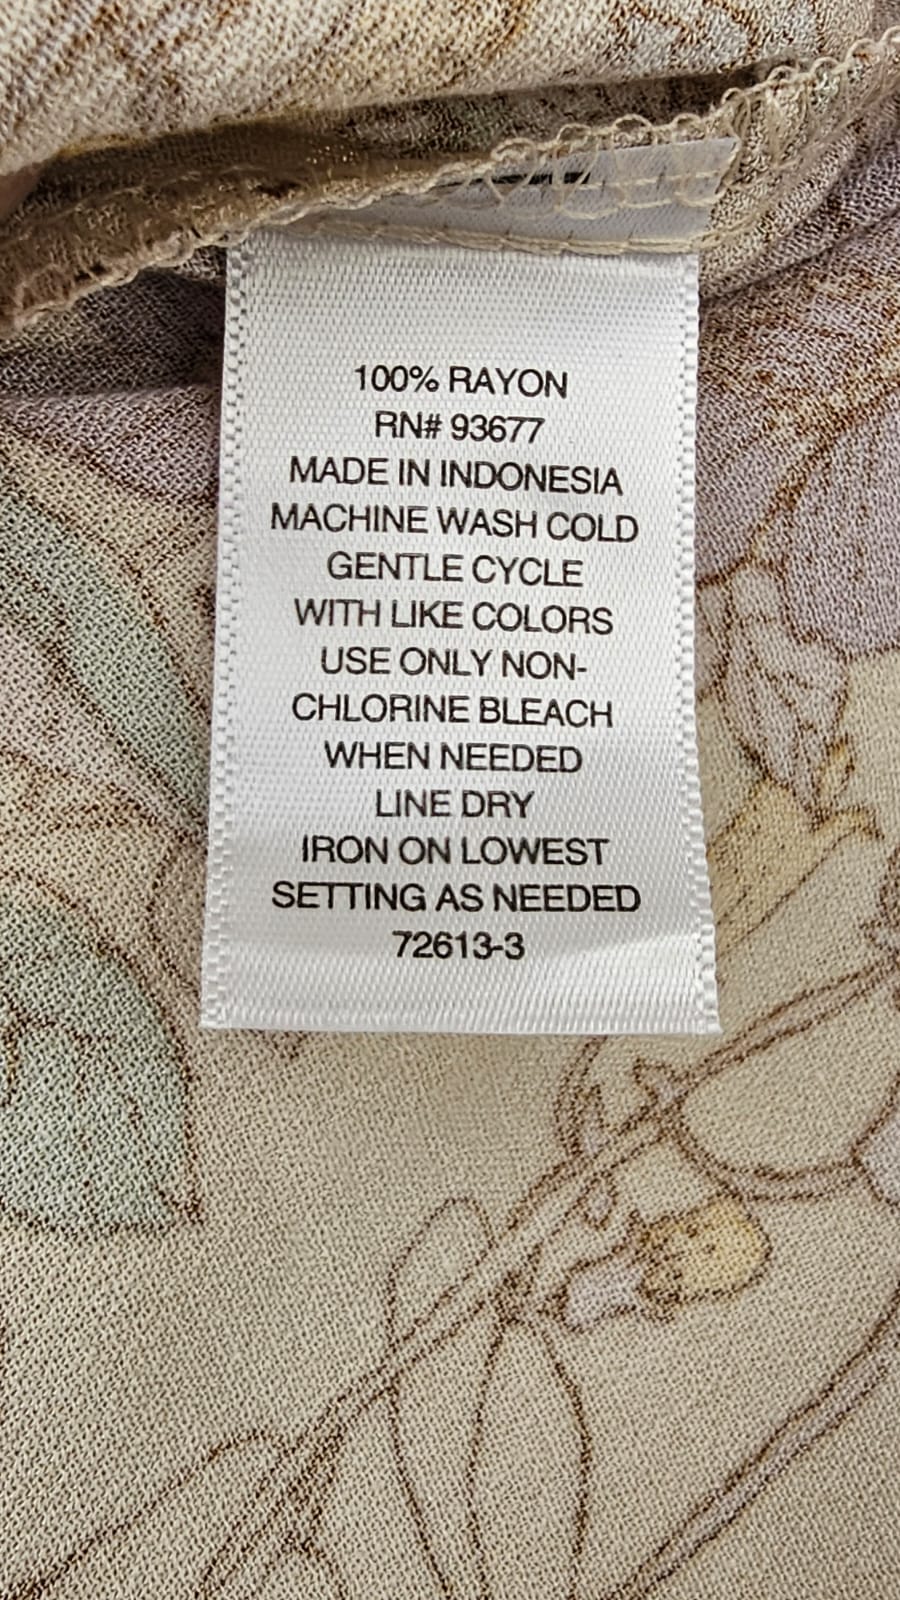 100% RAYON
RN# 93677
MADE IN INDONESIA
MACHINE WASH COLD
GENTLE CYCLE
WITH LIKE COLORS
USE ONLY NON-
CHLORINE BLEACH
WHEN NEEDED
LINE DRY
IRON ON LOWEST
SETTING AS NEEDED
72613-3